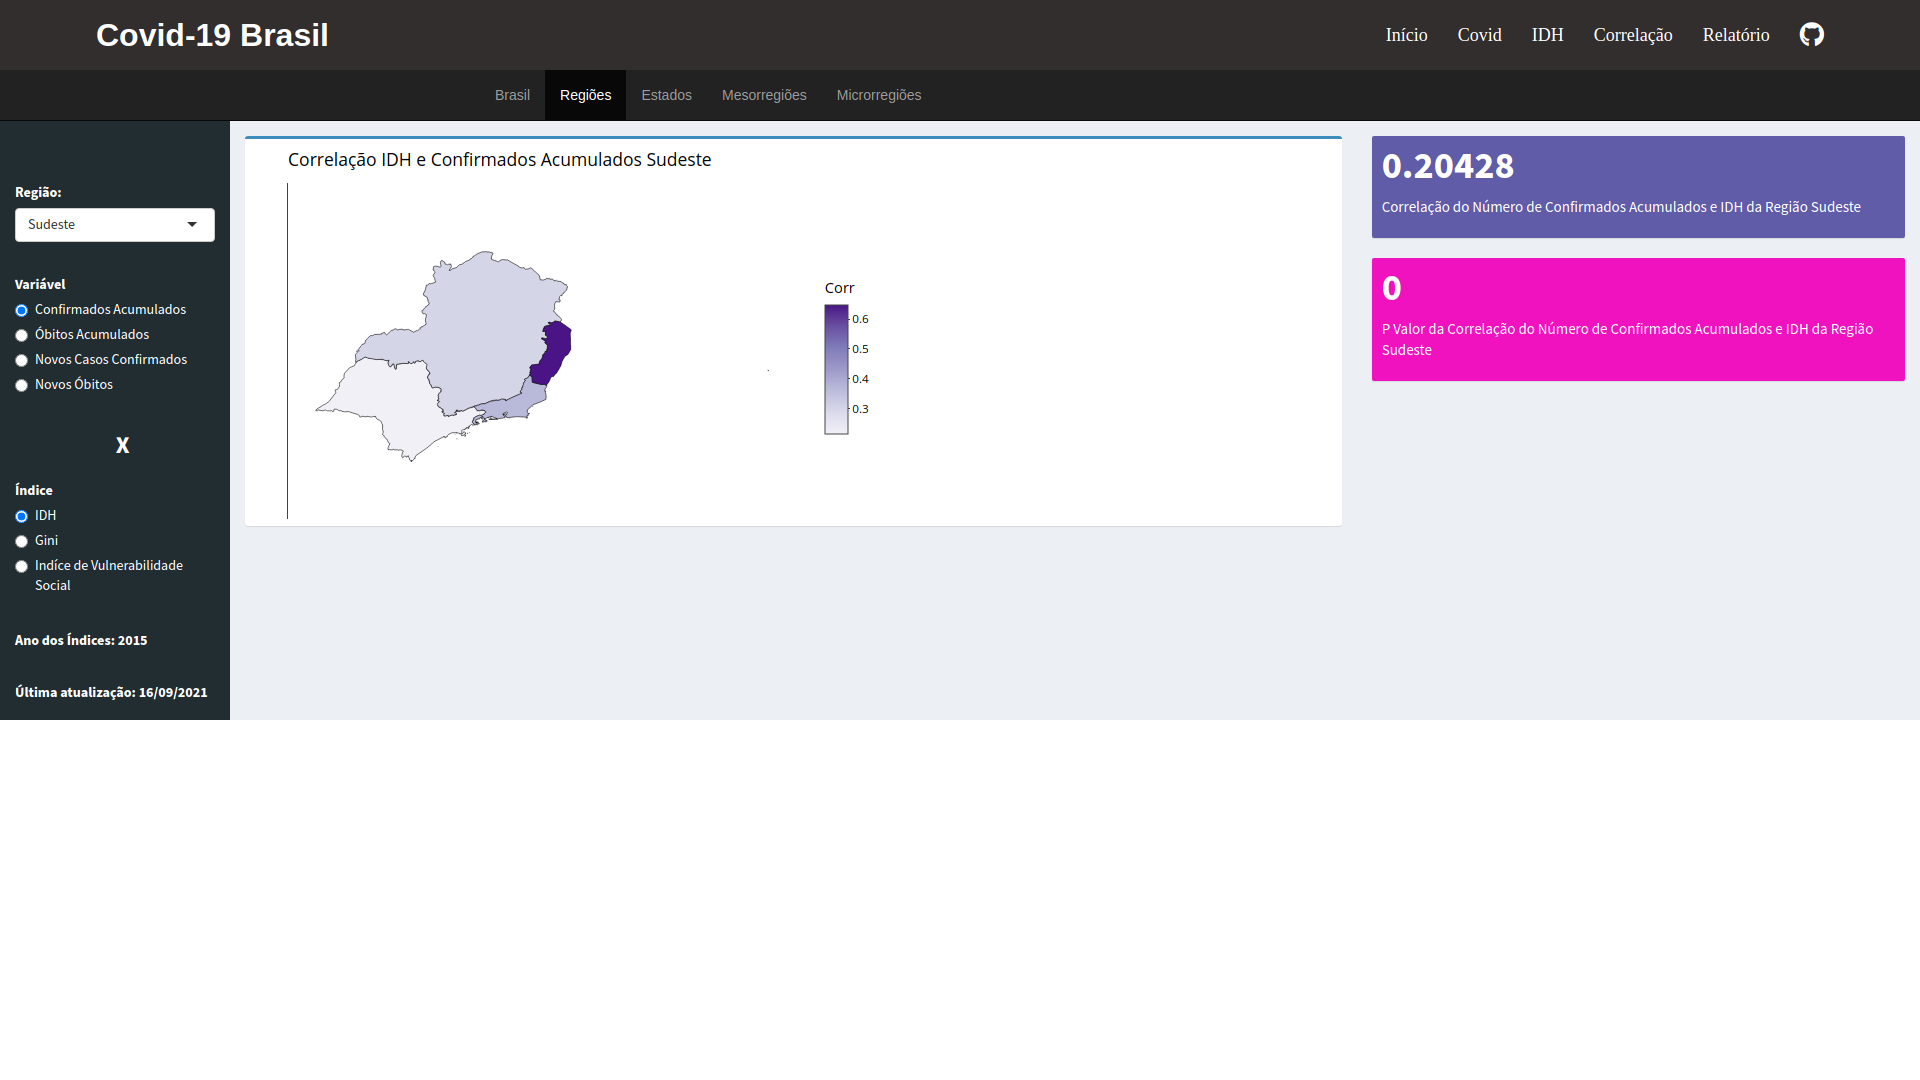 Covid-19 Brasil
Início Covid IDH Correlação Relatório
Brasil Regiões Estados Mesorregiões Microrregiões
Região:
Sudeste
Variável
Confirmados Acumulados
Óbitos Acumulados
Novos Casos Confirmados
Novos Óbitos
X
Índice
IDH
Gini
Indíce de Vulnerabilidade
Social
Ano dos Índices: 2015
Última atualização: 16/09/2021
Correlação IDH e Confirmados Acumulados Sudeste
Corr
0.6
0.5
0.4
0.3
0.20428
Correlação do Número de Confirmados Acumulados e IDH da Região Sudeste
0
P Valor da Correlação do Número de Confirmados Acumulados e IDH da Região
Sudeste